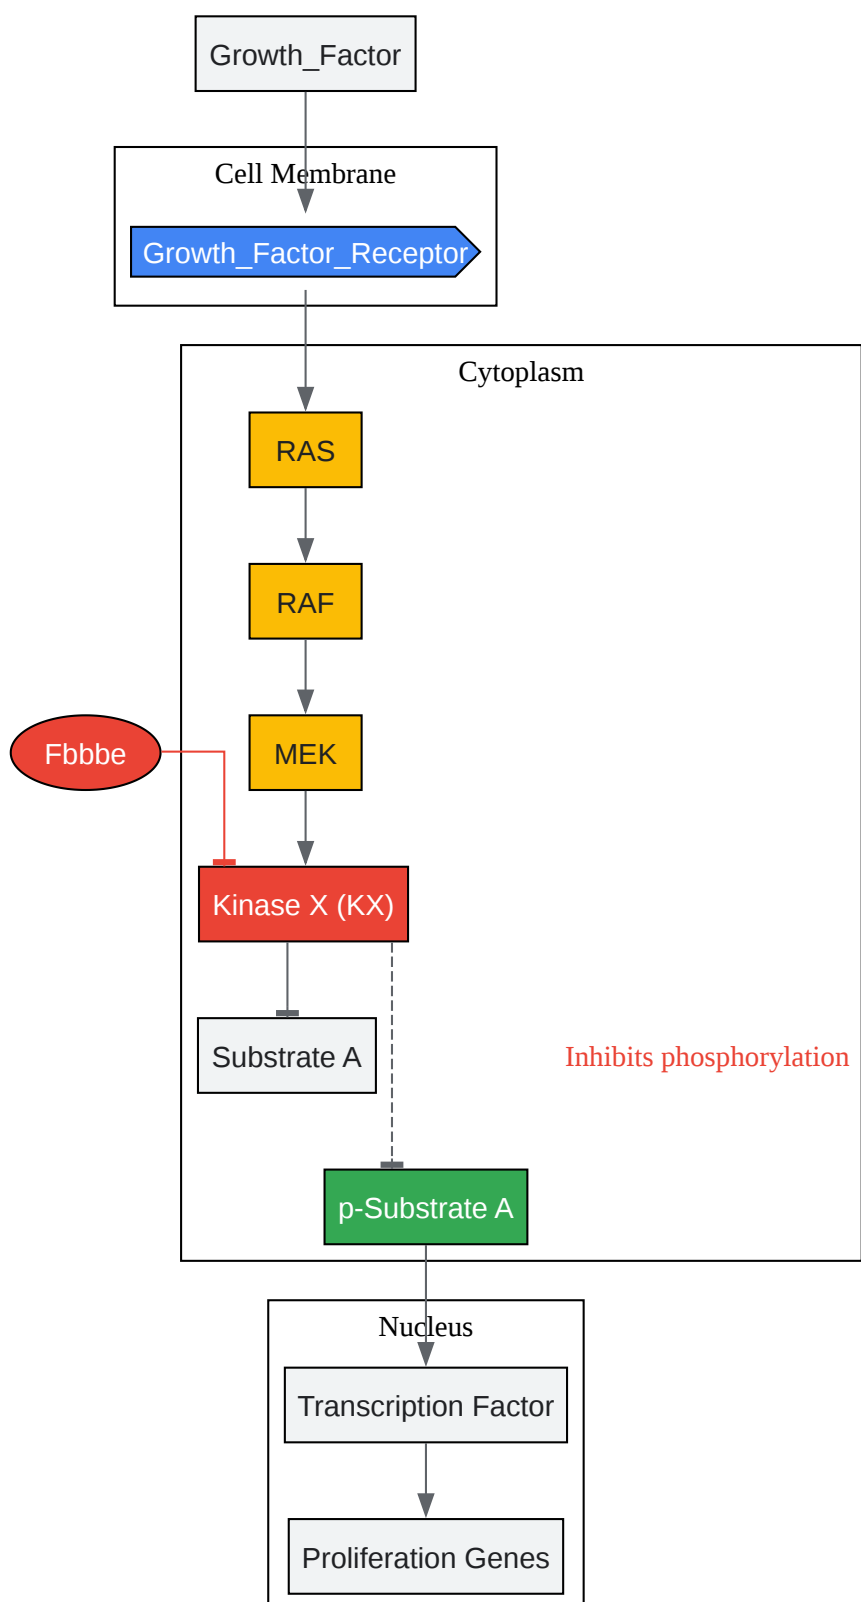 Growth_Factor
Cell Membrane
Growth_Factor_Receptor
Cytoplasm
RAS
RAF
Fbbbe
MEK
Kinase X (KX)
Substrate A
Inhibits phosphorylation
p-Substrate A
Nucleus
Transcription Factor
Proliferation Genes